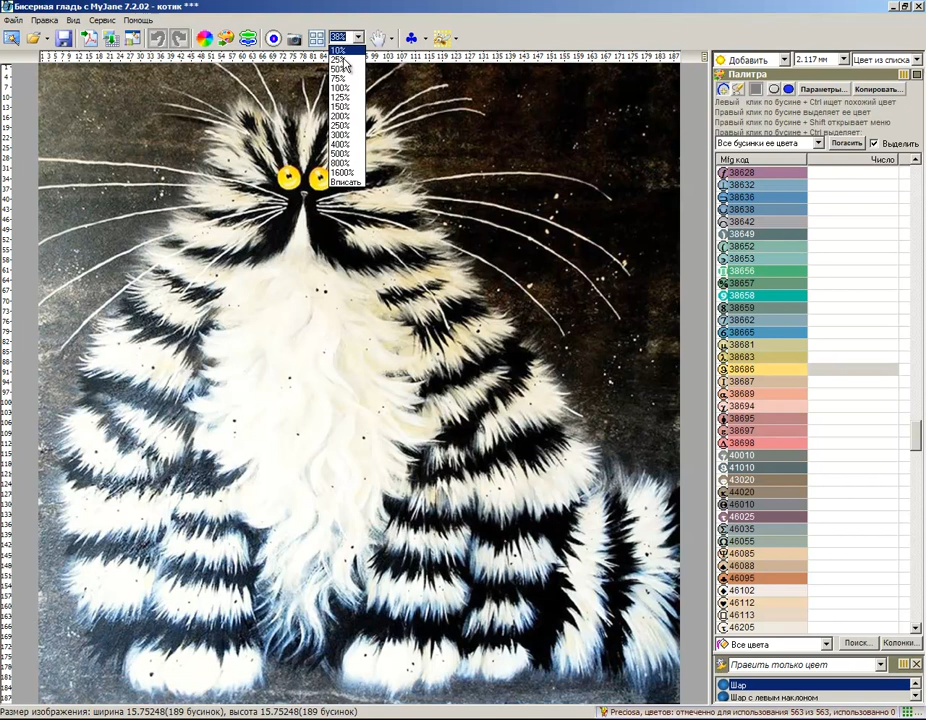 Бисерная гладь с MyJane 7.2.02 - котик ***
Файл Правка Вид Сервис Помощь
38%
10%
25%
50%
75%
100%
125%
150%
200%
250%
300%
400%
500%
800%
1600%
Вписать
Добавить 2.117 мм Цвет из списка
Палитра
Параметры... Копировать...
Левый клик по бусине + Ctrl ищет похожий цвет
Правый клик по бусине выделяет ее цвет
Правый клик по бусине + Shift открывает меню
Правый клик по бусине + Ctrl выделяет:
Все бусинки ее цвета Погасить Выделить
Mfg код Число
38628
38632
38636
38638
38642
38649
38652
38653
38656
38657
38658
38659
38662
38665
38681
38683
38686
38687
38689
38694
38695
38697
38698
40010
41010
43020
44020
46010
46025
46035
46055
46085
46088
46095
46102
46112
46113
46205
Все цвета Поиск... Колонки...
Править только цвет
Шар
Шар с левым наклоном
Размер изображения: ширина 15.75248(189 бусинок), высота 15.75248(189 бусинок)
Preciosa, цветов: отмечено для использования 563 из 563, использовано 0